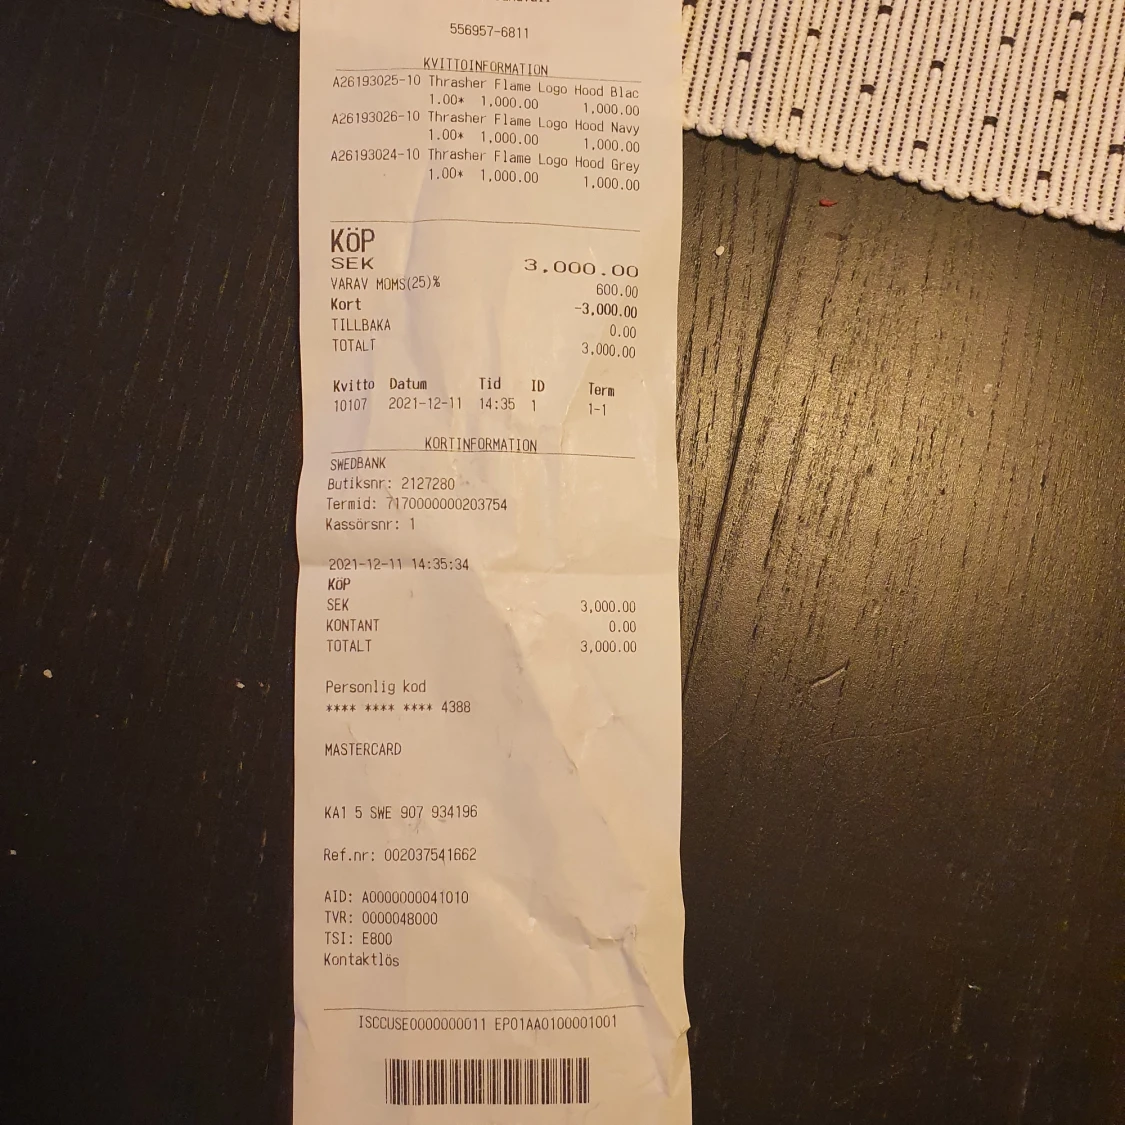 556957-6811
KVITTOINFORMATION
A26193025-10 Thrasher Flame Logo Hood Blac
1.00* 1,000.00 1,000.00
A26193026-10 Thrasher Flame Logo Hood Navy
1.00* 1,000.00 1,000.00
A26193024-10 Thrasher Flame Logo Hood Grey
1.00* 1,000.00 1,000.00
KÖP
SEK 3,000.00
VARAV MOMS(25)% 600.00
Kort -3,000.00
TILLBAKA 0.00
TOTALT 3,000.00
Kvitto Datum Tid ID Term
10107 2021-12-11 14:35 1 1-1
KORTINFORMATION
SWEDBANK
Butiksnr: 2127280
Termid: 7170000000203754
Kassörsnr: 1
2021-12-11 14:35:34
KÖP
SEK 3,000.00
KONTANT 0.00
TOTALT 3,000.00
Personlig kod
**** **** **** 4388
MASTERCARD
KA1 5 SWE 907 934196
Ref.nr: 002037541662
AID: A0000000041010
TVR: 0000048000
TSI: E800
Kontaktlös
ISCCUSE0000000011 EP01AA0100001001